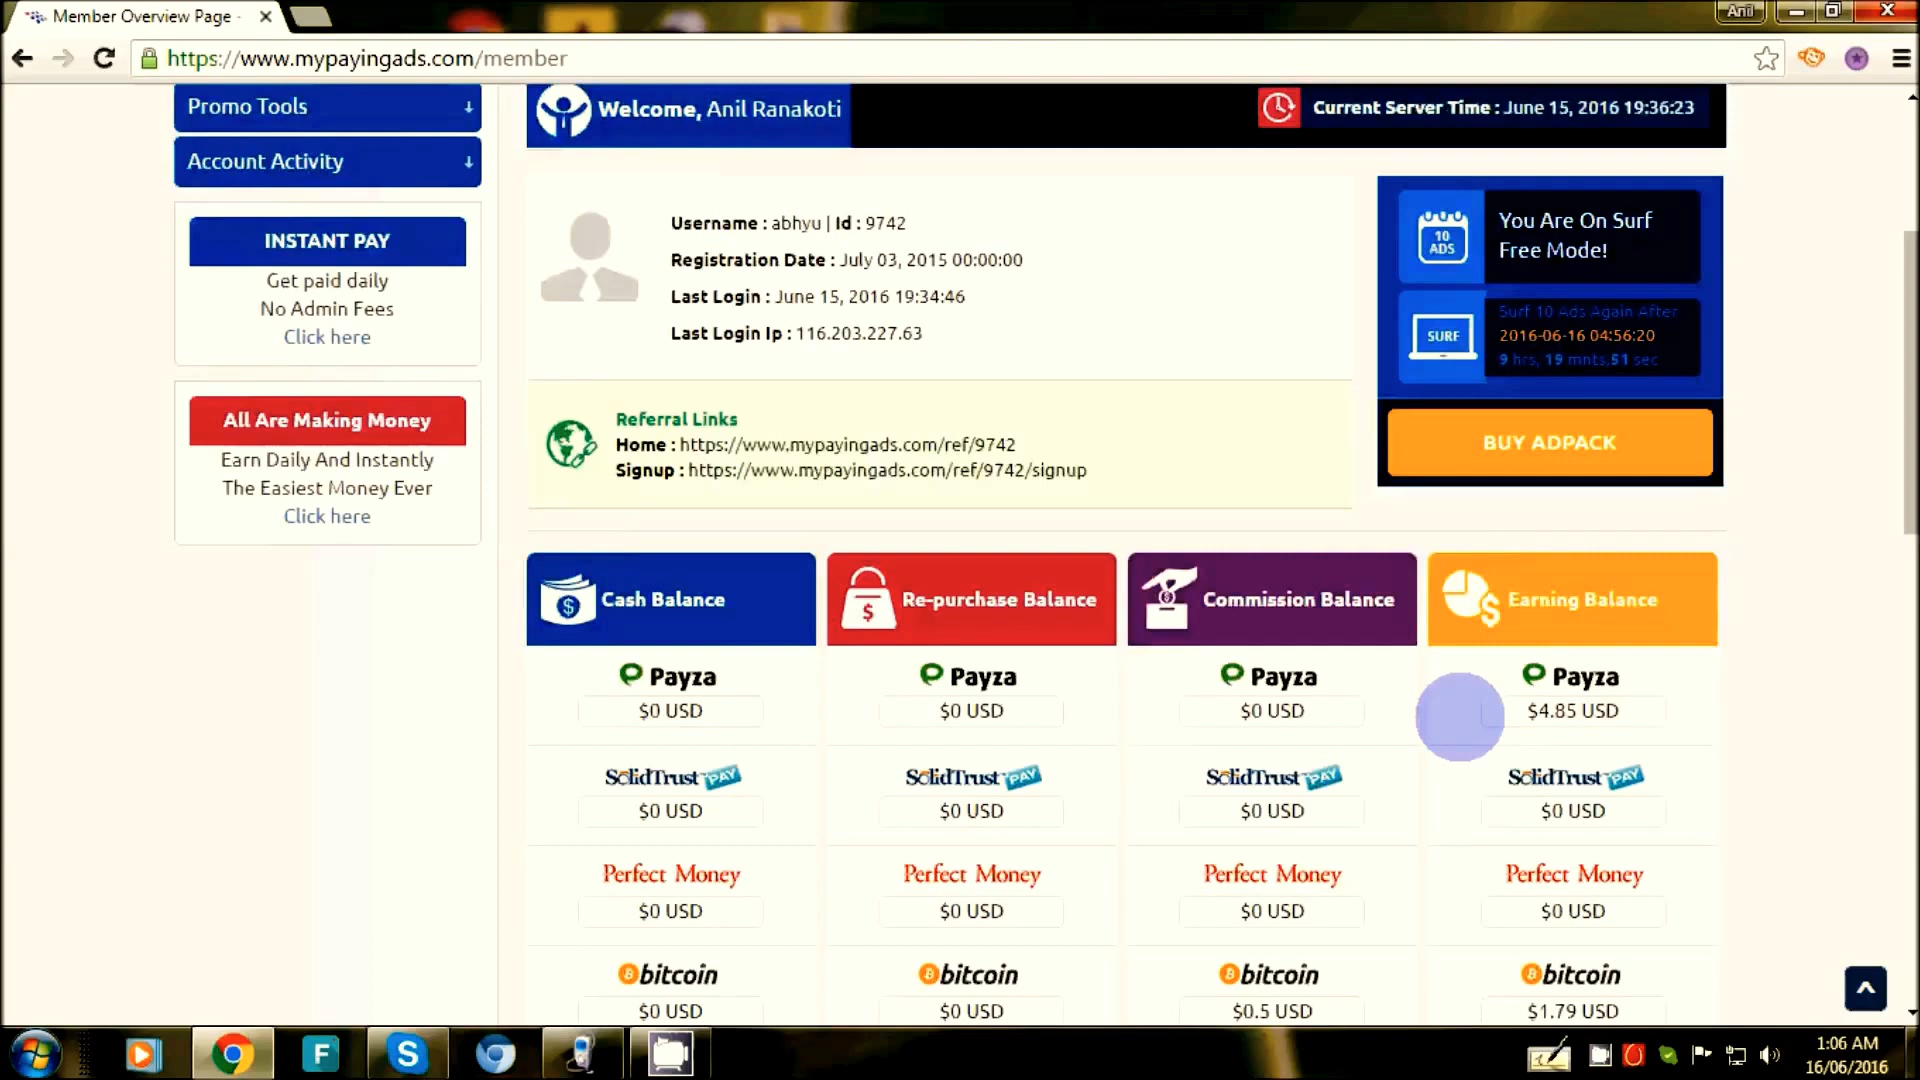 Member Overview Page -
Anil
https://www.mypayingads.com/member
Promo Tools
Account Activity
INSTANT PAY
Get paid daily
No Admin Fees
Click here
All Are Making Money
Earn Daily And Instantly
The Easiest Money Ever
Click here
Welcome, Anil Ranakoti
Current Server Time : June 15, 2016 19:36:23
Username : abhyu | Id : 9742
Registration Date : July 03, 2015 00:00:00
Last Login : June 15, 2016 19:34:46
Last Login Ip : 116.203.227.63
Referral Links
Home : https://www.mypayingads.com/ref/9742
Signup : https://www.mypayingads.com/ref/9742/signup
10
ADS
You Are On Surf
Free Mode!
SURF
Surf 10 Ads Again After
2016-06-16 04:56:20
9 hrs, 19 mnts,51 sec
BUY ADPACK
Cash Balance
Re-purchase Balance
Commission Balance
Earning Balance
Payza
Payza
Payza
Payza
$0 USD
$0 USD
$0 USD
$4.85 USD
SolidTrust PAY
SolidTrust PAY
SolidTrust PAY
SolidTrust PAY
$0 USD
$0 USD
$0 USD
$0 USD
Perfect Money
Perfect Money
Perfect Money
Perfect Money
$0 USD
$0 USD
$0 USD
$0 USD
bitcoin
bitcoin
bitcoin
bitcoin
$0 USD
$0 USD
$0.5 USD
$1.79 USD
F
S
1:06 AM
16/06/2016